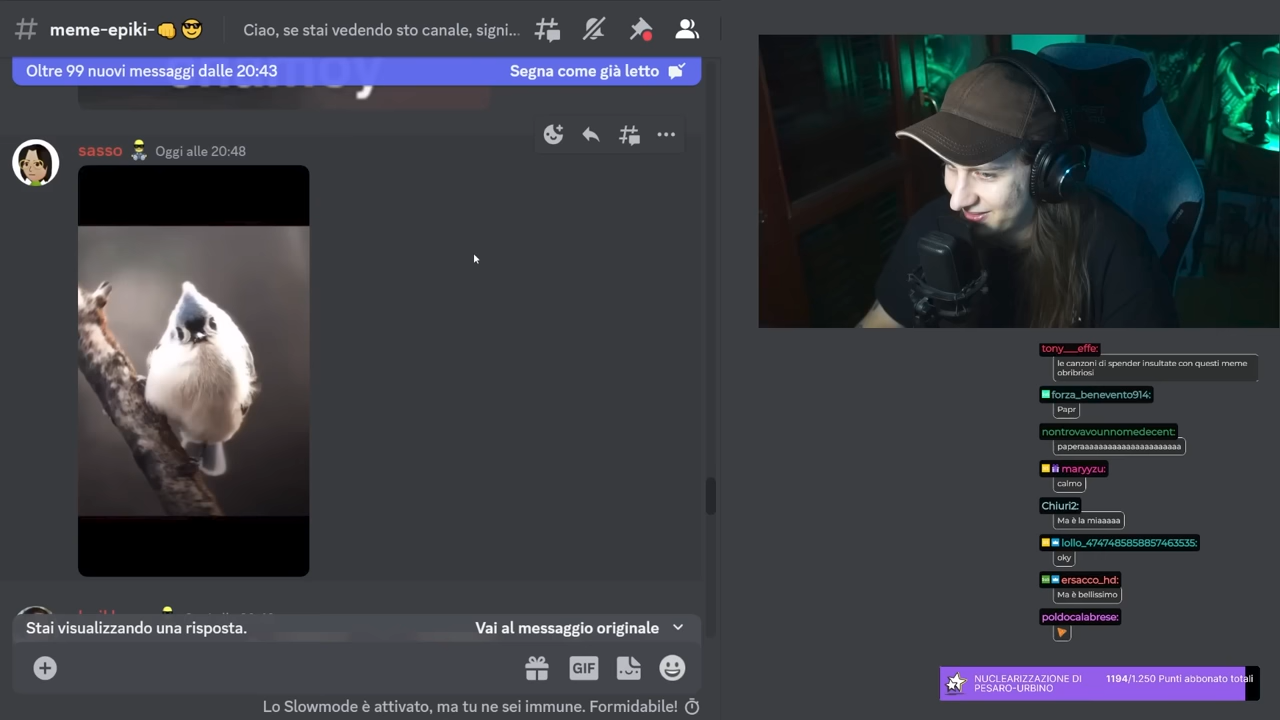 meme-epiki-👊😎
Ciao, se stai vedendo sto canale, signi...
Oltre 99 nuovi messaggi dalle 20:43
Segna come già letto
sasso
Oggi alle 20:48
Stai visualizzando una risposta.
Vai al messaggio originale
GIF
Lo Slowmode è attivato, ma tu ne sei immune. Formidabile!
tony___effe:
le canzoni di spender insultate con questi meme
obribriosi
forza_benevento914:
Papr
nontrovavounnomedecent:
paperaaaaaaaaaaaaaaaaaaaaaa
maryyzu:
calmo
Chiuri2:
Ma è la miaaaaa
lollo_4747485858857463535:
oky
ersacco_hd:
Ma è bellissimo
poldocalabrese:
NUCLEARIZZAZIONE DI
PESARO-URBINO
1194/1.250 Punti abbonato totali